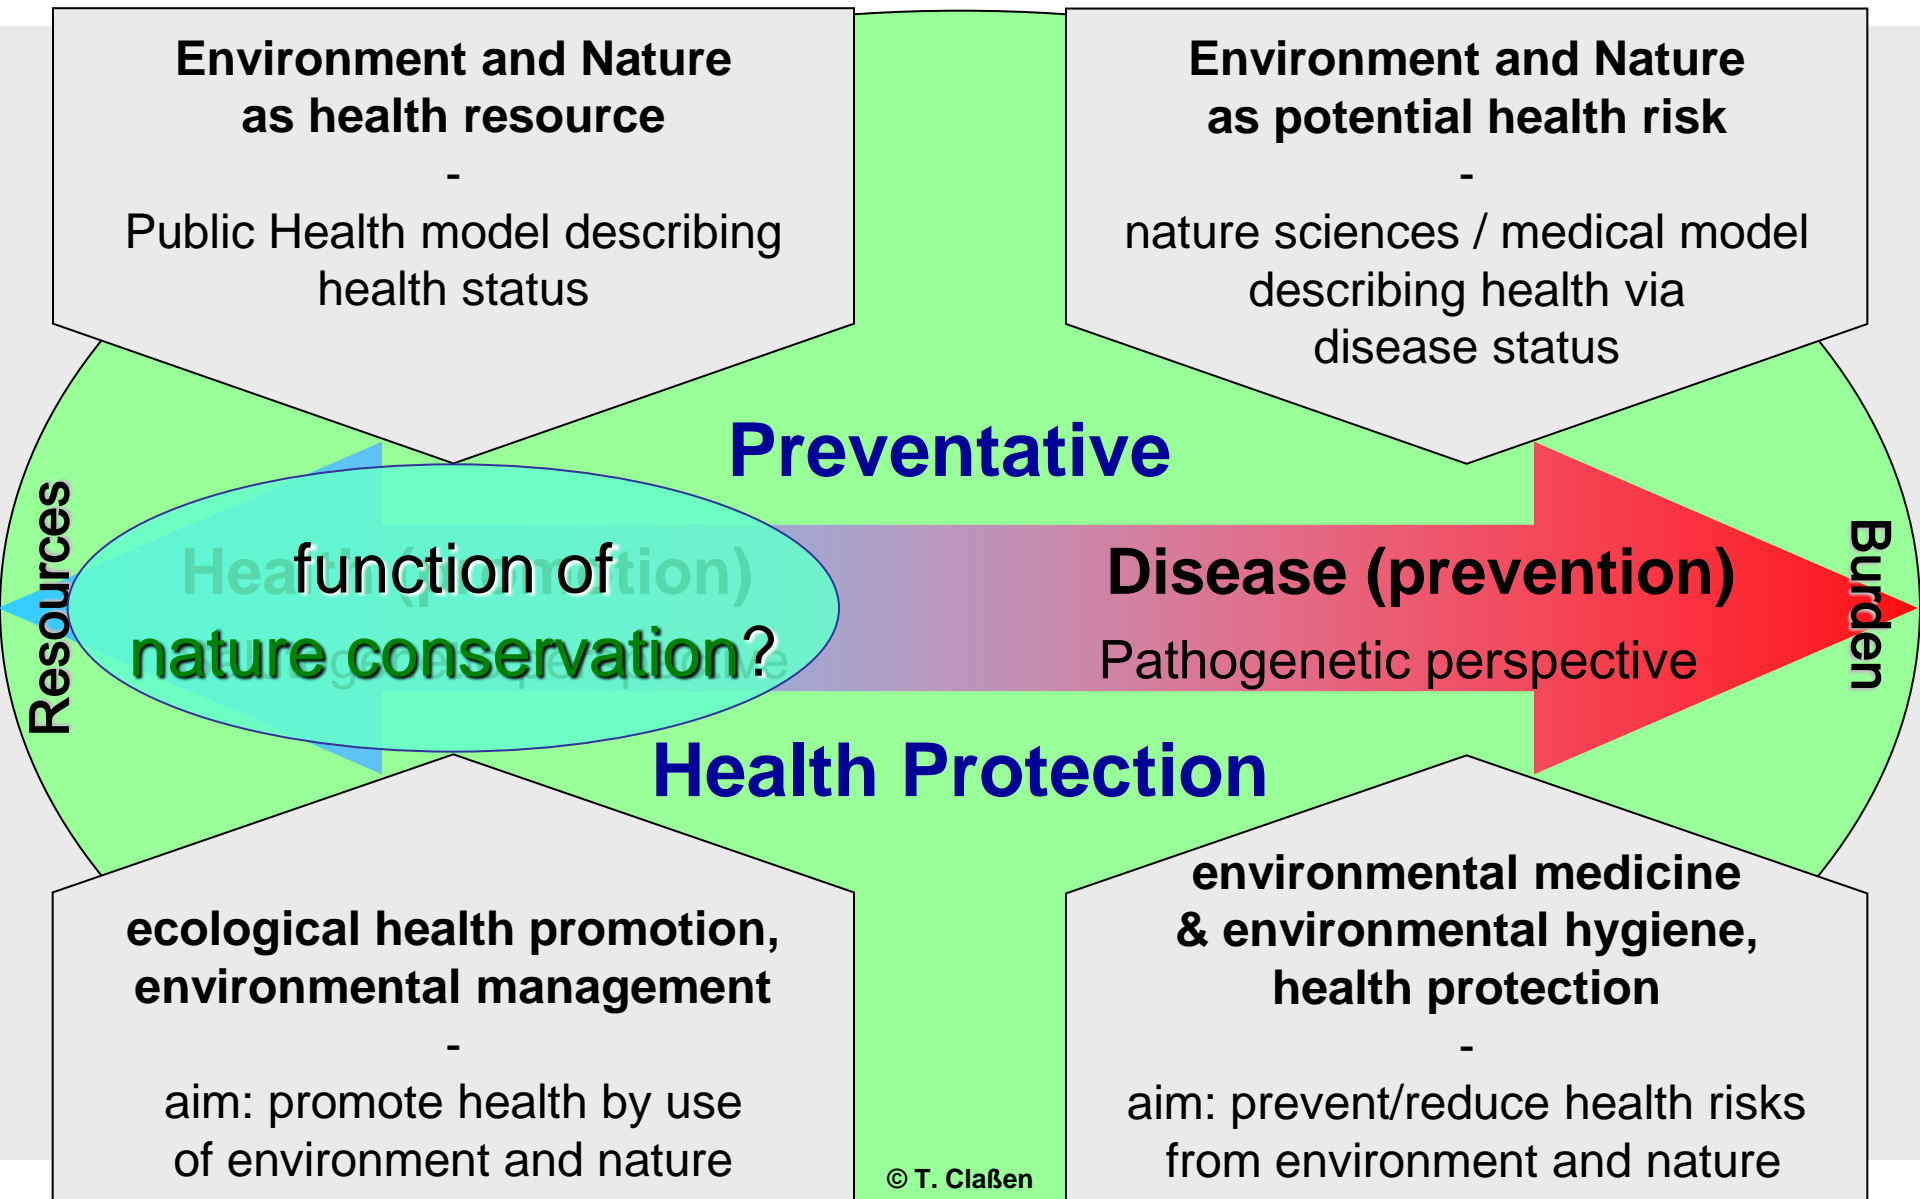 Environment and Nature
as health resource
-
Public Health model describing
health status
Environment and Nature
as potential health risk
-
nature sciences / medical model
describing health via
disease status
Preventative
Resources
Health (promotion)
function of
nature conservation?
perspective
Disease (prevention)
Pathogenetic perspective
Burden
Health Protection
ecological health promotion,
environmental management
-
aim: promote health by use
of environment and nature
environmental medicine
& environmental hygiene,
health protection
-
aim: prevent/reduce health risks
from environment and nature
© T. Claßen